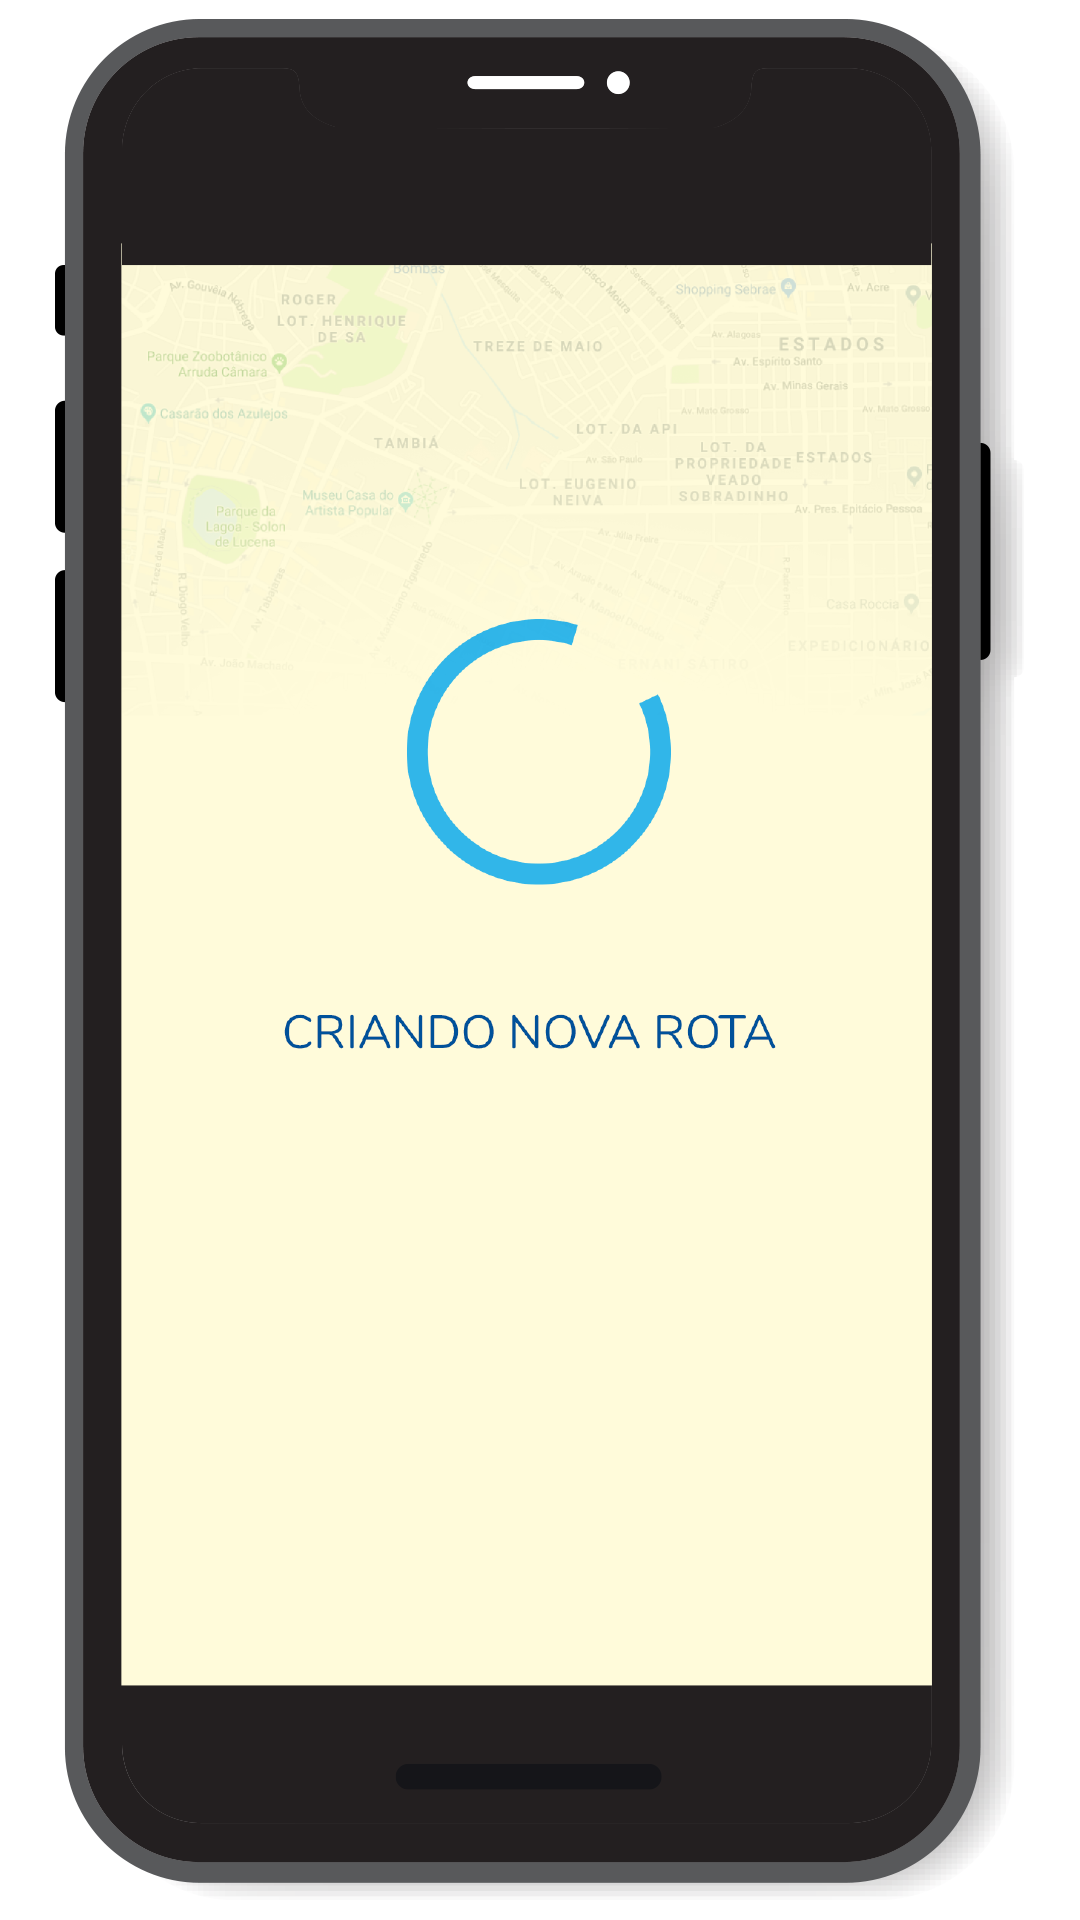 Bombas
Av. Gouvêia Nóbrega
ROGER
LOT. HENRIQUE
DE SA
Shopping Sebrae
Av. Acre
TREZE DE MAIO
Av. Alagoas
ESTADOS
Av. Espírito Santo
Parque Zoobotânico
Arruda Câmara
Av. Minas Gerais
Casarão dos Azulejos
Av. Mato Grosso
Av. Mato Grosso
TAMBIÁ
LOT. DA API
Av. São Paulo
LOT. DA
PROPRIEDADE
VEADO
SOBRADINHO
ESTADOS
LOT. EUGENIO
NEIVA
Museu Casa do
Artista Popular
Av. Pres. Epitácio Pessoa
Parque da
Lagoa - Solon
de Lucena
R. Treze de Maio
R. Diogo Velho
Av. Tabajaras
Casa Roccia
EXPEDICIONÁRIO
Av. João Machado
CRIANDO NOVA ROTA